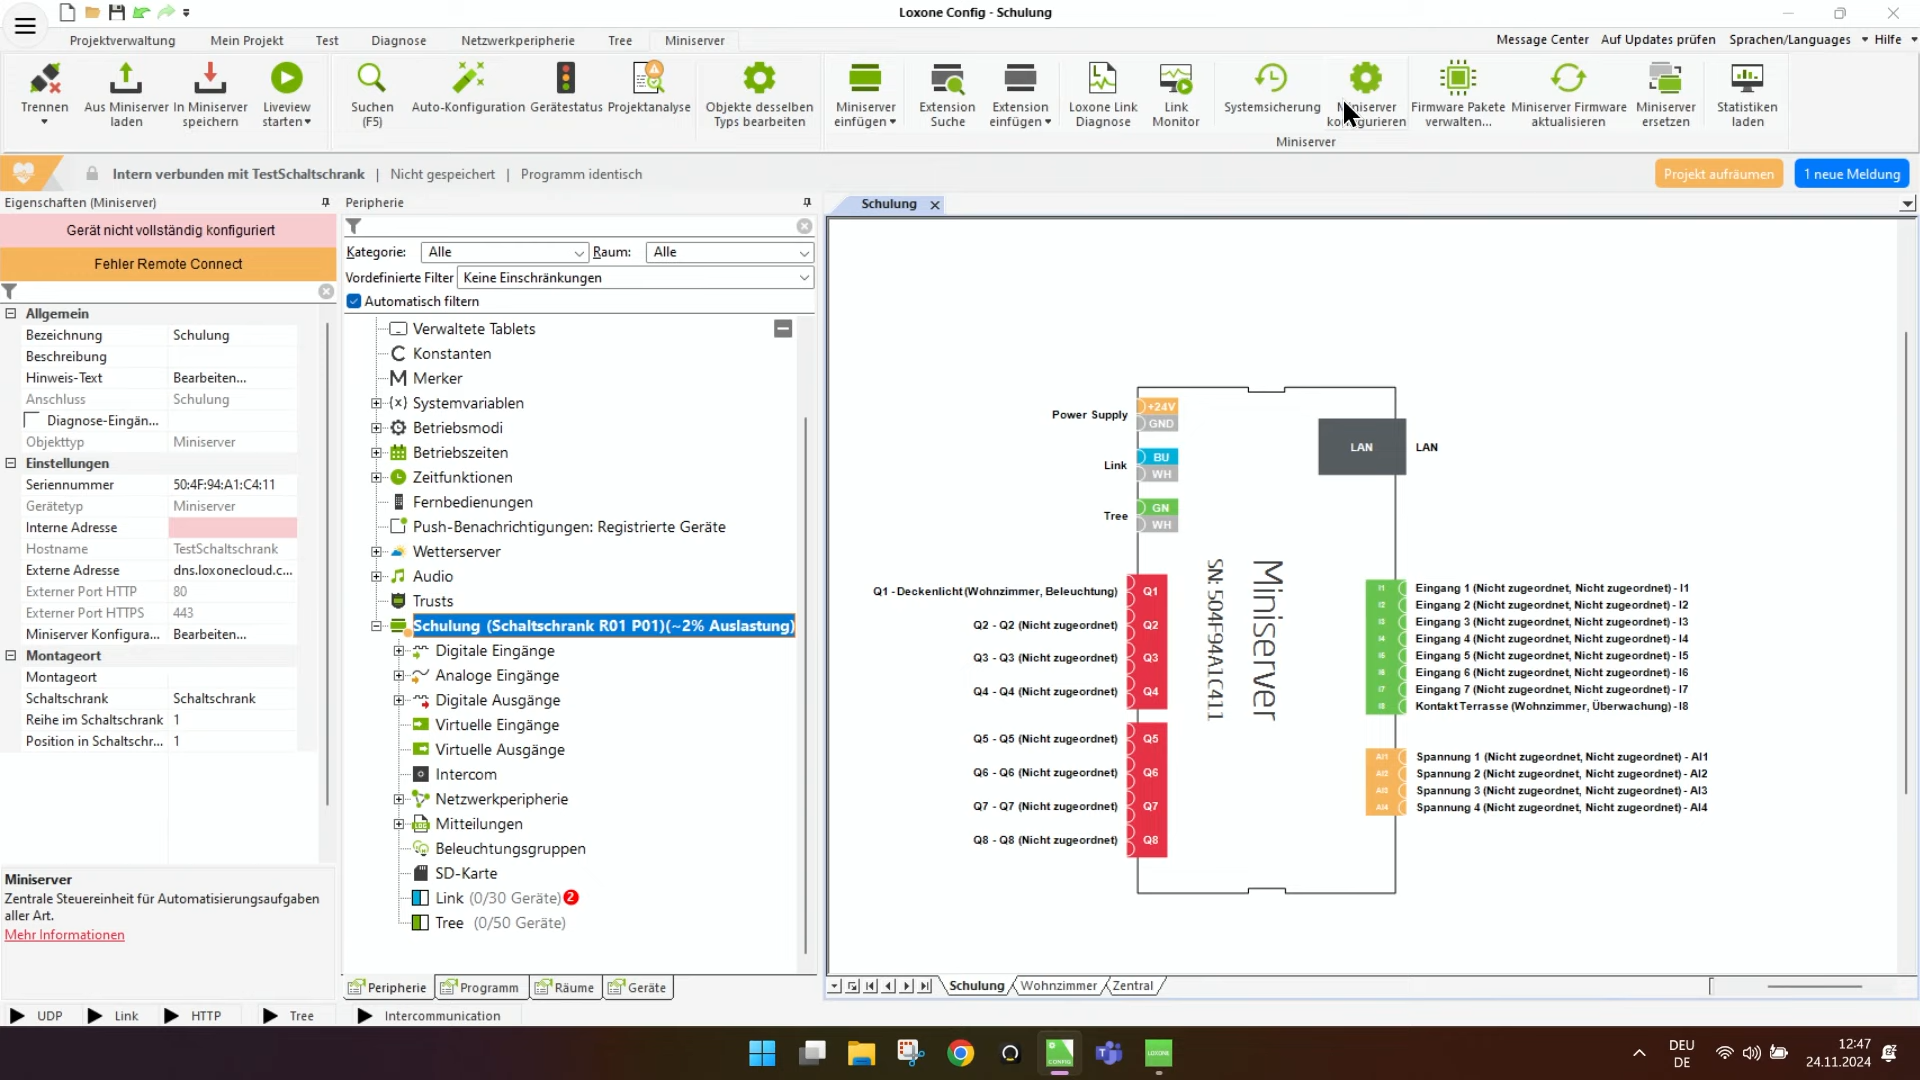 Loxone Config - Schulung
Projektverwaltung Mein Projekt Test Diagnose Netzwerkperipherie Tree Miniserver
Message Center Auf Updates prüfen Sprachen/Languages Hilfe
Trennen
Aus Miniserver laden
In Miniserver speichern
Liveview starten
Suchen (F5)
Auto-Konfiguration
Gerätestatus
Projektanalyse
Objekte desselben Typs bearbeiten
Miniserver einfügen
Extension Suche
Extension einfügen
Loxone Link Diagnose
Link Monitor
Systemsicherung
Miniserver konfigurieren
Firmware Pakete verwalten...
Miniserver Firmware aktualisieren
Miniserver ersetzen
Statistiken laden
Miniserver
Intern verbunden mit TestSchaltschrank | Nicht gespeichert | Programm identisch
Projekt aufräumen
1 neue Meldung
Eigenschaften (Miniserver)
Gerät nicht vollständig konfiguriert
Fehler Remote Connect
Allgemein
Bezeichnung Schulung
Beschreibung
Hinweis-Text Bearbeiten...
Anschluss Schulung
Diagnose-Eingän...
Objekttyp Miniserver
Einstellungen
Seriennummer 50:4F:94:A1:C4:11
Gerätetyp Miniserver
Interne Adresse
Hostname TestSchaltschrank
Externe Adresse dns.loxonecloud.c...
Externer Port HTTP 80
Externer Port HTTPS 443
Miniserver Konfigura... Bearbeiten...
Montageort
Montageort
Schaltschrank Schaltschrank
Reihe im Schaltschrank 1
Position in Schaltschr... 1
Miniserver
Zentrale Steuereinheit für Automatisierungsaufgaben
aller Art.
Mehr Informationen
Peripherie
Kategorie: Alle Raum: Alle
Vordefinierte Filter Keine Einschränkungen
Automatisch filtern
Verwaltete Tablets
C Konstanten
M Merker
(x) Systemvariablen
Betriebsmodi
Betriebszeiten
Zeitfunktionen
Fernbedienungen
Push-Benachrichtigungen: Registrierte Geräte
Wetterserver
Audio
Trusts
Schulung (Schaltschrank R01 P01)(~2% Auslastung)
Digitale Eingänge
Analoge Eingänge
Digitale Ausgänge
Virtuelle Eingänge
Virtuelle Ausgänge
Intercom
Netzwerkperipherie
Mitteilungen
Beleuchtungsgruppen
SD-Karte
Link (0/30 Geräte) 2
Tree (0/50 Geräte)
Peripherie Programm Räume Geräte
Schulung
Power Supply +24V
GND
Link BU
WH
Tree GN
WH
LAN LAN
Miniserver
SN: 504F94A1C411
Q1 - Deckenlicht (Wohnzimmer, Beleuchtung) Q1
Q2 - Q2 (Nicht zugeordnet) Q2
Q3 - Q3 (Nicht zugeordnet) Q3
Q4 - Q4 (Nicht zugeordnet) Q4
Q5 - Q5 (Nicht zugeordnet) Q5
Q6 - Q6 (Nicht zugeordnet) Q6
Q7 - Q7 (Nicht zugeordnet) Q7
Q8 - Q8 (Nicht zugeordnet) Q8
I1 Eingang 1 (Nicht zugeordnet, Nicht zugeordnet) - I1
I2 Eingang 2 (Nicht zugeordnet, Nicht zugeordnet) - I2
I3 Eingang 3 (Nicht zugeordnet, Nicht zugeordnet) - I3
I4 Eingang 4 (Nicht zugeordnet, Nicht zugeordnet) - I4
I5 Eingang 5 (Nicht zugeordnet, Nicht zugeordnet) - I5
I6 Eingang 6 (Nicht zugeordnet, Nicht zugeordnet) - I6
I7 Eingang 7 (Nicht zugeordnet, Nicht zugeordnet) - I7
I8 Kontakt Terrasse (Wohnzimmer, Überwachung) - I8
AI1 Spannung 1 (Nicht zugeordnet, Nicht zugeordnet) - AI1
AI2 Spannung 2 (Nicht zugeordnet, Nicht zugeordnet) - AI2
AI3 Spannung 3 (Nicht zugeordnet, Nicht zugeordnet) - AI3
AI4 Spannung 4 (Nicht zugeordnet, Nicht zugeordnet) - AI4
Schulung Wohnzimmer Zentral
UDP Link HTTP Tree Intercommunication
CONFIG
LOXONE
DEU
DE
12:47
24.11.2024